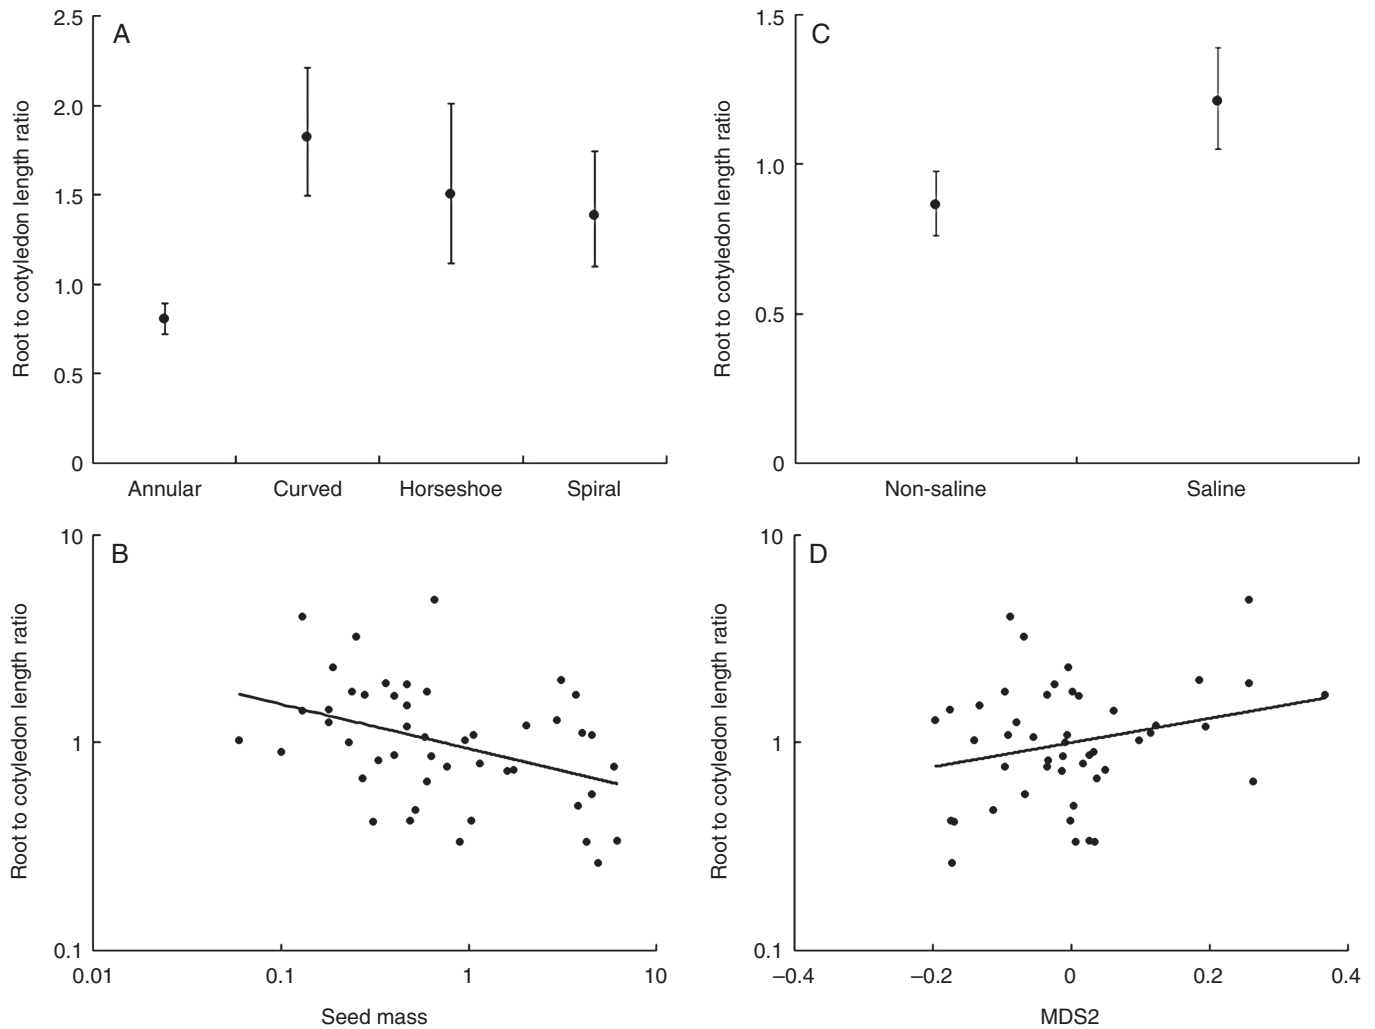 A
Root to cotyledon length ratio
2.5
2.0
1.5
1.0
0.5
0
Annular Curved Horseshoe Spiral
C
Root to cotyledon length ratio
1.5
1.0
0.5
0
Non-saline Saline
B
Root to cotyledon length ratio
10
1
0.1
0.01 0.1 1 10
Seed mass
D
Root to cotyledon length ratio
10
1
0.1
–0.4 –0.2 0 0.2 0.4
MDS2